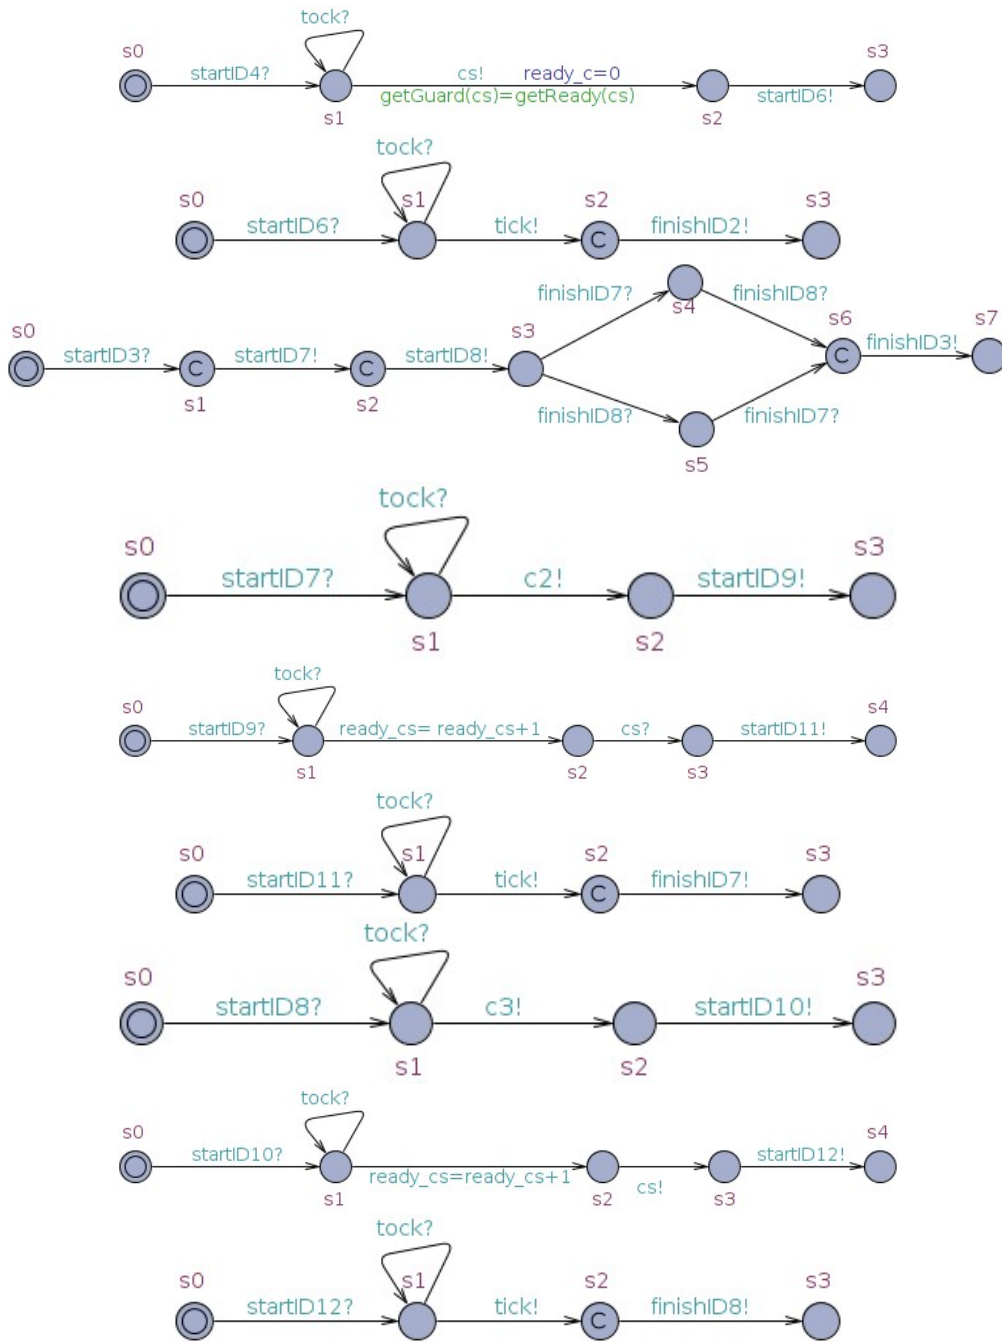 tock?
s0 s3
startID4? cs! ready_c=0
getGuard(cs)=getReady(cs) startID6!
s1 s2
tock?
s0 s1 s2 s3
startID6? tick! C finishID2!
finishID7? finishID8?
s4
s0 s3 s6 s7
startID3? C startID7! C startID8! C finishID3!
s1 s2
finishID8? finishID7?
s5
tock?
s0 s3
startID7? c2! startID9!
s1 s2
tock?
s0 s4
startID9? ready_cs= ready_cs+1 cs? startID11!
s1 s2 s3
tock?
s0 s1 s2 s3
startID11? tick! C finishID7!
tock?
s0 s3
startID8? c3! startID10!
s1 s2
tock?
s0 s4
startID10? startID12!
ready_cs=ready_cs+1 cs!
s1 s2 s3
tock?
s0 s1 s2 s3
startID12? tick! C finishID8!